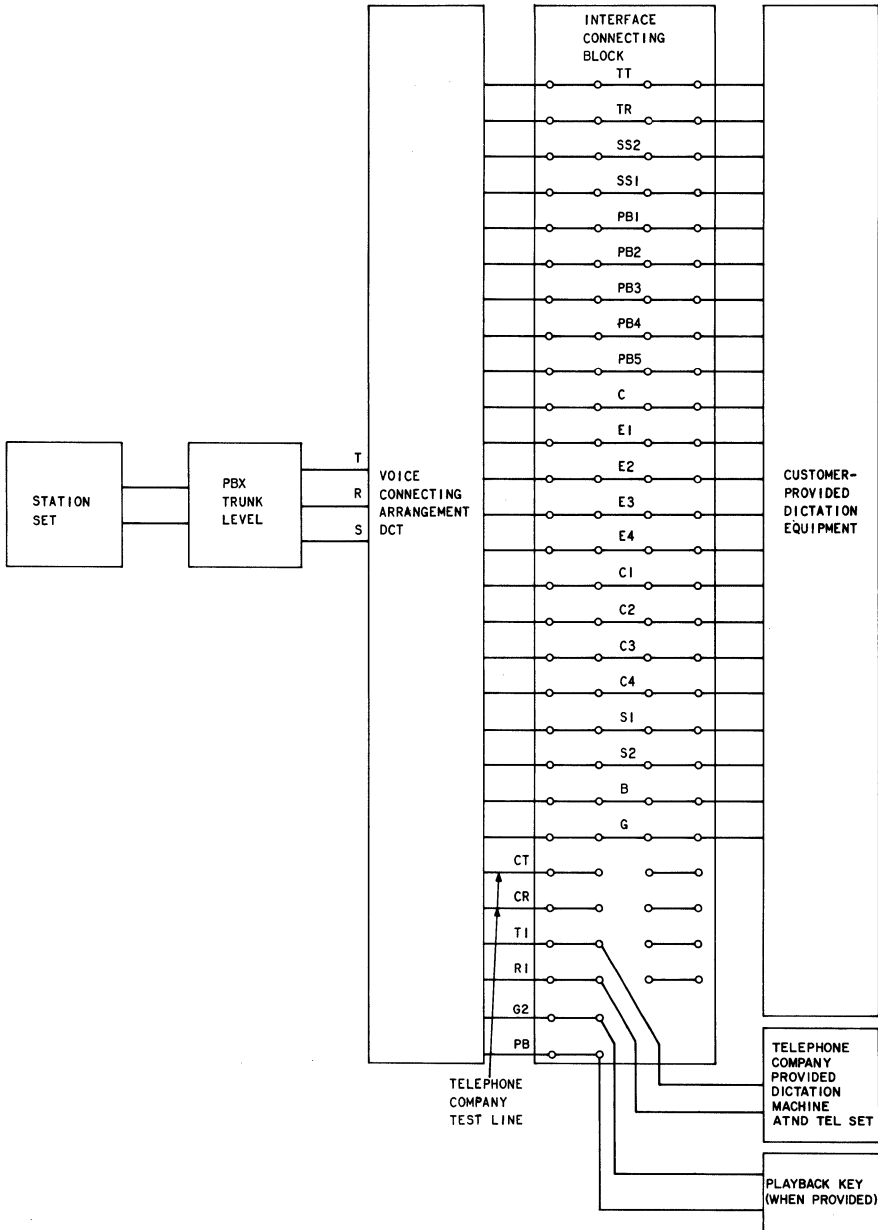 INTERFACE
CONNECTING
BLOCK
TT
TR
SS2
SS1
PB1
PB2
PB3
PB4
PB5
C
E1
E2
E3
E4
C1
C2
C3
C4
S1
S2
B
G
CT
CR
T1
R1
G2
PB
T
R
S
STATION
SET
PBX
TRUNK
LEVEL
VOICE
CONNECTING
ARRANGEMENT
DCT
CUSTOMER-
PROVIDED
DICTATION
EQUIPMENT
TELEPHONE
COMPANY
TEST LINE
TELEPHONE
COMPANY
PROVIDED
DICTATION
MACHINE
ATND TEL SET
PLAYBACK KEY
(WHEN PROVIDED)